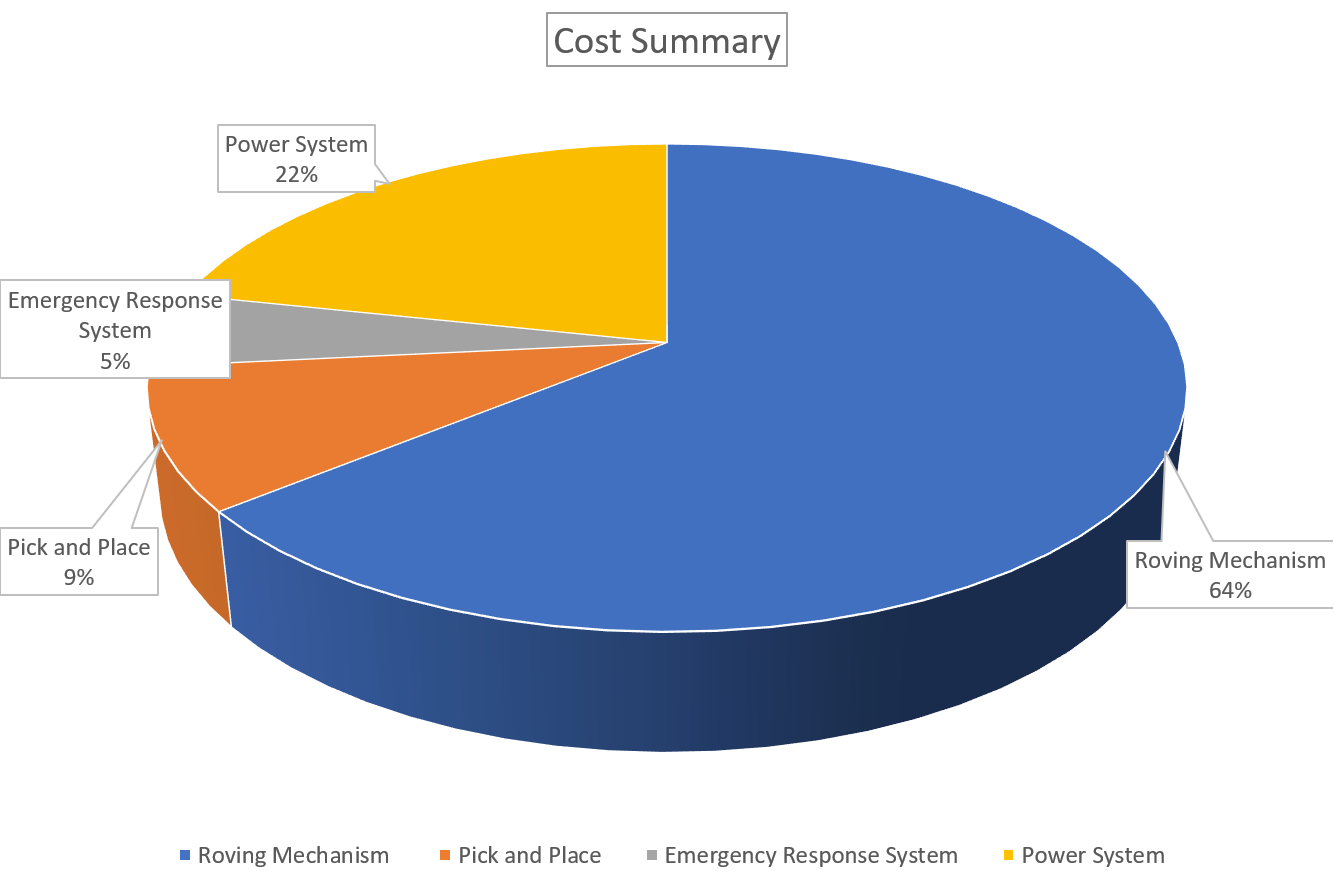 Cost Summary
Power System
22%
Emergency Response
System
5%
Pick and Place
9%
Roving Mechanism
64%
Roving Mechanism
Pick and Place
Emergency Response System
Power System